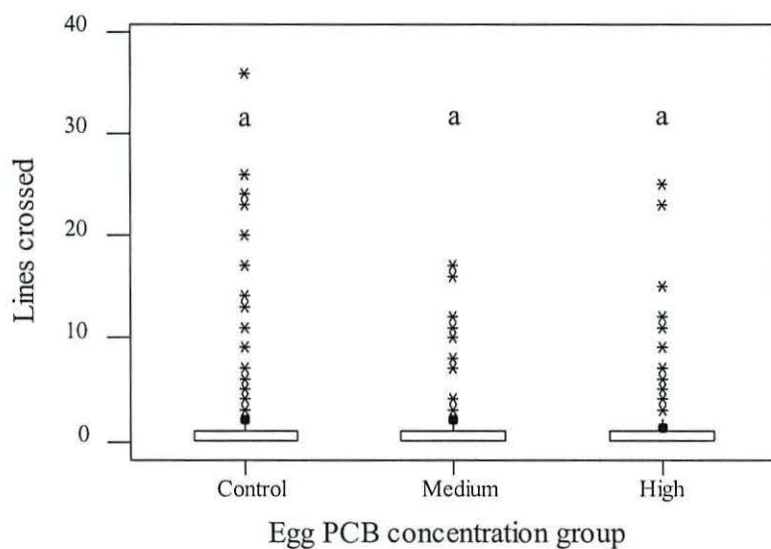 40
30
20
10
0
Lines crossed
a a a
Control Medium High
Egg PCB concentration group